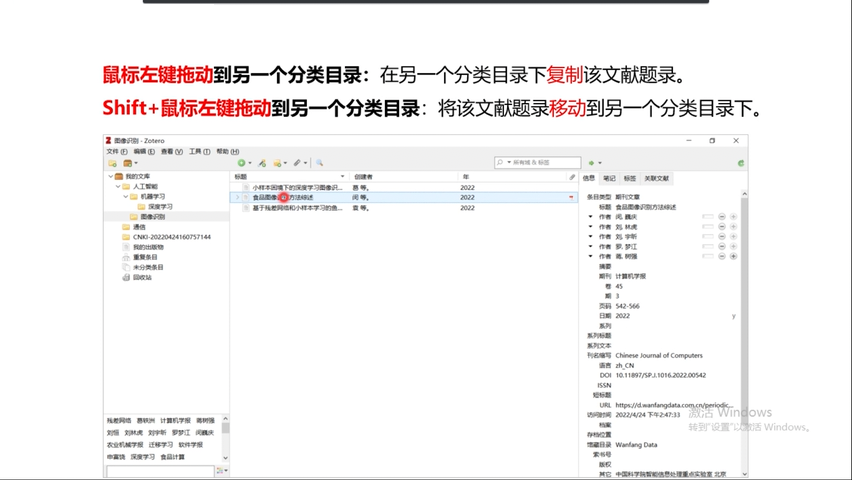 鼠标左键拖动到另一个分类目录：在另一个分类目录下复制该文献题录。
Shift+鼠标左键拖动到另一个分类目录：将该文献题录移动到另一个分类目录下。
图像识别 - Zotero
文件(F) 编辑(E) 查看(V) 工具(T) 帮助(H)
所有域 & 标签
我的文库
人工智能
机器学习
深度学习
图像识别
通信
CNKI-20220424160757144
我的出版物
重复条目
未分类条目
回收站
标题 创建者 年
小样本困境下的深度学习图像识... 葛 等。 2022
食品图像识别方法综述 闵 等。 2022
基于残差网络和小样本学习的鱼... 袁 等。 2022
信息 笔记 标签 关联文献
条目类型 期刊文章
标题 食品图像识别方法综述
作者 闵, 巍庆
作者 刘, 林虎
作者 刘, 宇昕
作者 罗, 梦江
作者 蒋, 树强
摘要
期刊 计算机学报
卷 45
期 3
页码 542-566
日期 2022 y
系列
系列标题
系列文本
刊名缩写 Chinese Journal of Computers
语言 zh_CN
DOI 10.11897/SP.J.1016.2022.00542
ISSN
短标题
URL https://d.wanfangdata.com.cn/periodic...
访问时间 2022/4/24 下午2:47:33
档案
存档位置
馆藏目录 Wanfang Data
索书号
版权
其它 中国科学院智能信息处理重点实验室 北京
残差网络 葛轶洲 计算机学报 蒋树强
刘恒 刘林虎 刘宇昕 罗梦江 闵巍庆
农业机械学报 迁移学习 软件学报
申富饶 深度学习 食品计算
激活 Windows
转到"设置"以激活 Windows。